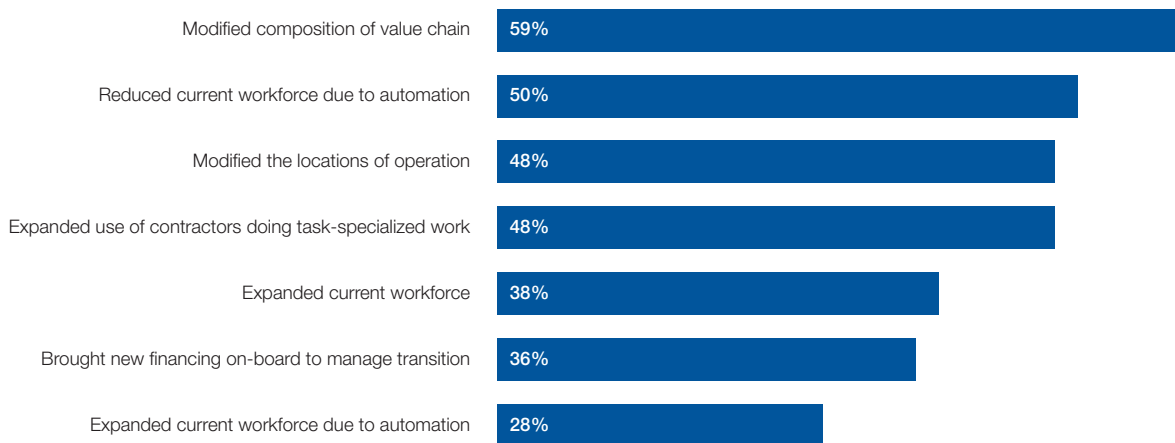 Modified composition of value chain 59%
Reduced current workforce due to automation 50%
Modified the locations of operation 48%
Expanded use of contractors doing task-specialized work 48%
Expanded current workforce 38%
Brought new financing on-board to manage transition 36%
Expanded current workforce due to automation 28%